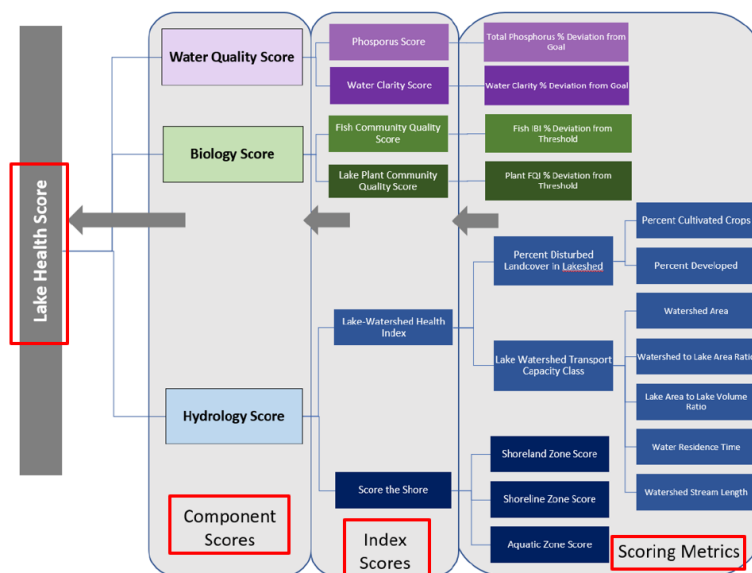 Lake Health Score
Water Quality Score
Biology Score
Hydrology Score
Component
Scores
Phosporus Score
Water Clarity Score
Fish Community Quality
Score
Lake Plant Community
Quality Score
Lake-Watershed Health
Index
Score the Shore
Index
Scores
Total Phosphorus % Deviation from
Goal
Water Clarity % Deviation from Goal
Fish IBI % Deviation from
Threshold
Plant FQI % Deviation from
Threshold
Percent Disturbed
Landcover in Lakeshed
Lake Watershed Transport
Capacity Class
Shoreland Zone Score
Shoreline Zone Score
Aquatic Zone Score
Percent Cultivated Crops
Percent Developed
Watershed Area
Watershed to Lake Area Ratio
Lake Area to Lake Volume
Ratio
Water Residence Time
Watershed Stream Length
Scoring Metrics